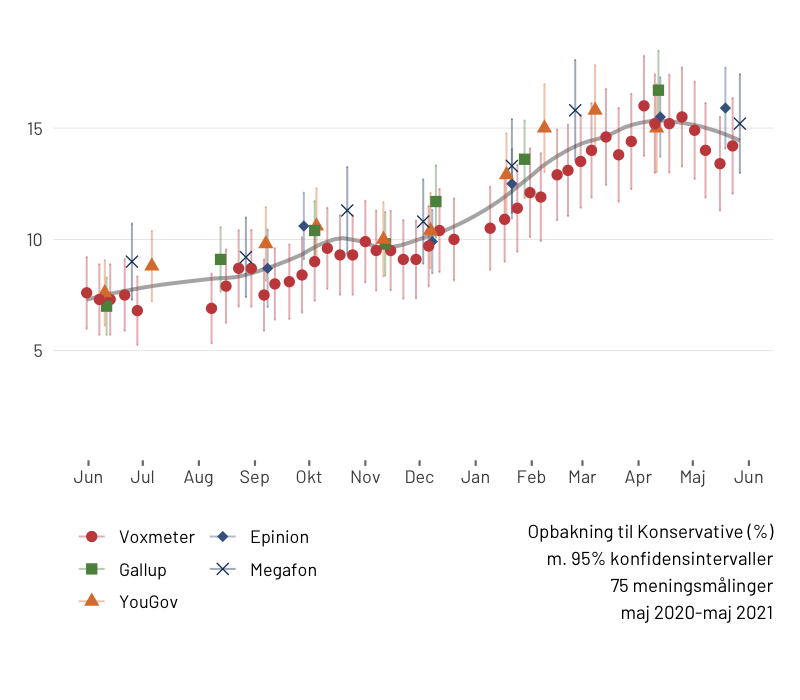 15
10
5
Jun Jul Aug Sep Okt Nov Dec Jan Feb Mar Apr Maj Jun
Voxmeter Epinion
Gallup Megafon
YouGov
Opbakning til Konservative (%)
m. 95% konfidensintervaller
75 meningsmålinger
maj 2020-maj 2021